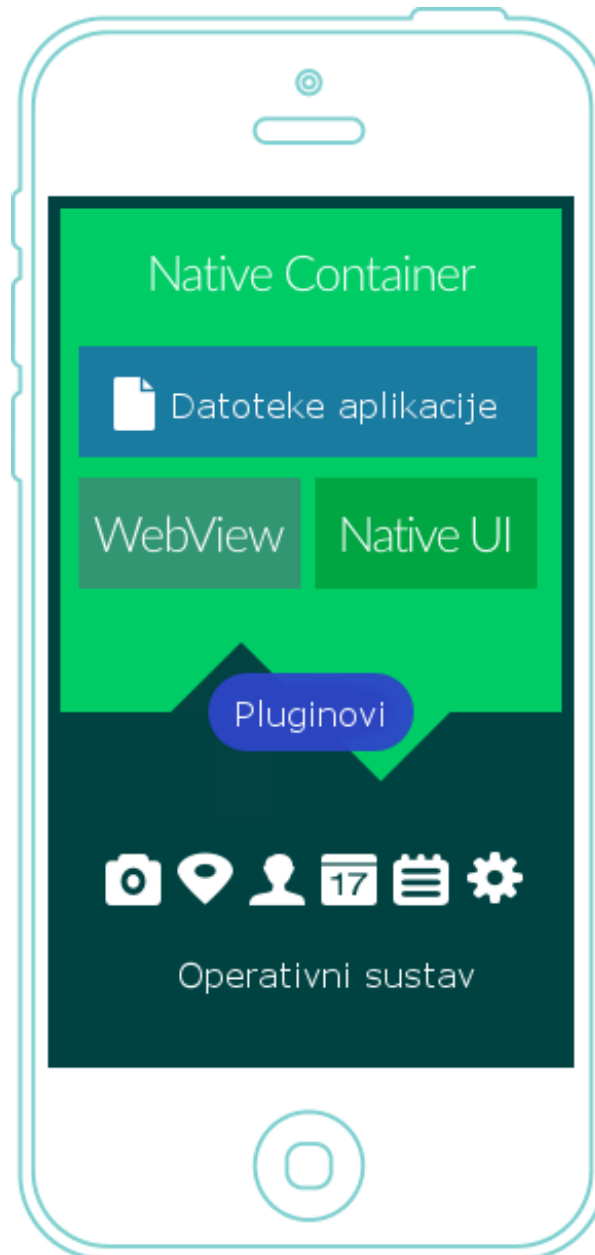 Native Container
Datoteke aplikacije
WebView
Native UI
Pluginovi
17
Operativni sustav